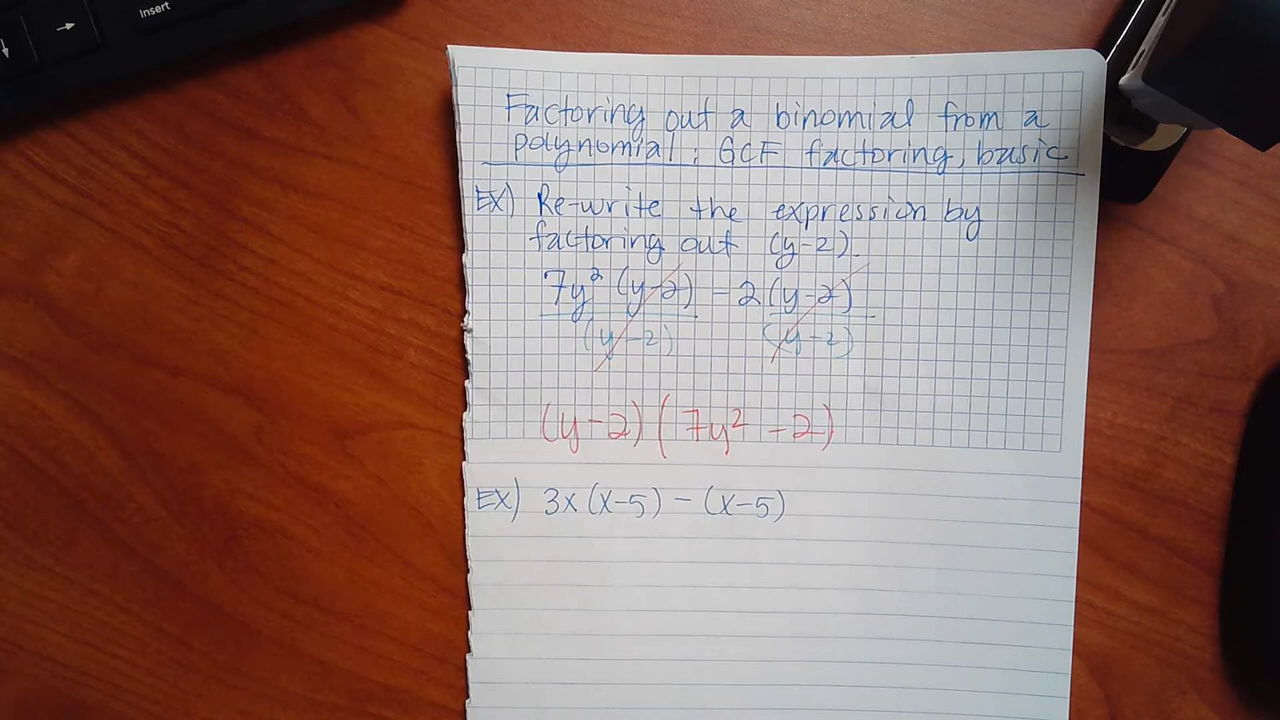 Insert
Factoring out a binomial from a
polynomial: GCF factoring, basic
EX) Re-write the expression by
factoring out (y-2).
7y² (y-2) - 2(y-2)
(y-2) (y-2)
(y-2)(7y² -2)
EX) 3x(x-5) - (x-5)